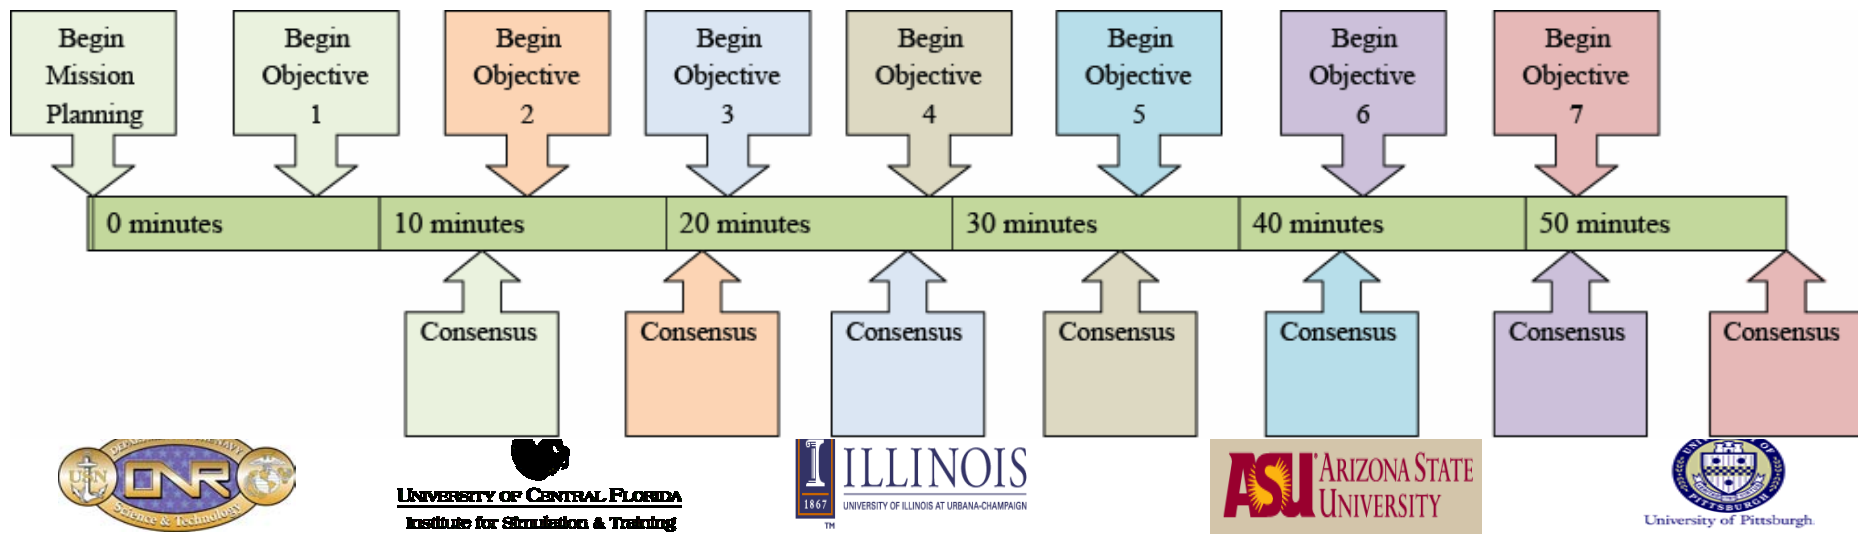 Begin
Mission
Planning
Begin
Objective
1
Begin
Objective
2
Begin
Objective
3
Begin
Objective
4
Begin
Objective
5
Begin
Objective
6
Begin
Objective
7
0 minutes
10 minutes
20 minutes
30 minutes
40 minutes
50 minutes
Consensus
Consensus
Consensus
Consensus
Consensus
Consensus
Consensus
USN
ONR
Science & Technology
UNIVERSITY OF CENTRAL FLORIDA
Institute for Simulation & Training
I
1867
TM
ILLINOIS
UNIVERSITY OF ILLINOIS AT URBANA-CHAMPAIGN
ASU
ARIZONA STATE
UNIVERSITY
PITTSBURGH
University of Pittsburgh